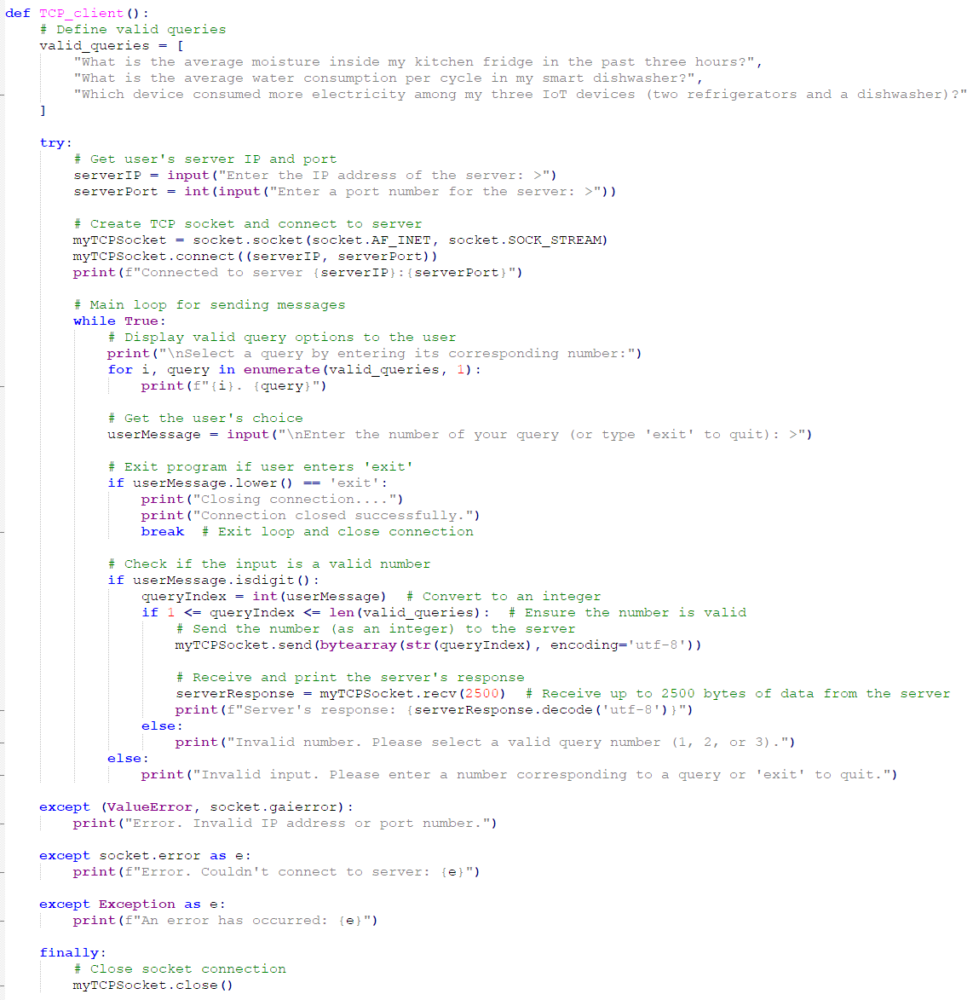 def TCP_client():
    # Define valid queries
    valid_queries = [
        "What is the average moisture inside my kitchen fridge in the past three hours?",
        "What is the average water consumption per cycle in my smart dishwasher?",
        "Which device consumed more electricity among my three IoT devices (two refrigerators and a dishwasher)?"
    ]

    try:
        # Get user's server IP and port
        serverIP = input("Enter the IP address of the server: >")
        serverPort = int(input("Enter a port number for the server: >"))

        # Create TCP socket and connect to server
        myTCPSocket = socket.socket(socket.AF_INET, socket.SOCK_STREAM)
        myTCPSocket.connect((serverIP, serverPort))
        print(f"Connected to server {serverIP}:{serverPort}")

        # Main loop for sending messages
        while True:
            # Display valid query options to the user
            print("\nSelect a query by entering its corresponding number:")
            for i, query in enumerate(valid_queries, 1):
                print(f"{i}. {query}")

            # Get the user's choice
            userMessage = input("\nEnter the number of your query (or type 'exit' to quit): >")

            # Exit program if user enters 'exit'
            if userMessage.lower() == 'exit':
                print("Closing connection....")
                print("Connection closed successfully.")
                break  # Exit loop and close connection

            # Check if the input is a valid number
            if userMessage.isdigit():
                queryIndex = int(userMessage)  # Convert to an integer
                if 1 <= queryIndex <= len(valid_queries):  # Ensure the number is valid
                    # Send the number (as an integer) to the server
                    myTCPSocket.send(bytearray(str(queryIndex), encoding='utf-8'))

                    # Receive and print the server's response
                    serverResponse = myTCPSocket.recv(2500)  # Receive up to 2500 bytes of data from the server
                    print(f"Server's response: {serverResponse.decode('utf-8')}")
                else:
                    print("Invalid number. Please select a valid query number (1, 2, or 3).")
            else:
                print("Invalid input. Please enter a number corresponding to a query or 'exit' to quit.")

    except (ValueError, socket.gaierror):
        print("Error. Invalid IP address or port number.")

    except socket.error as e:
        print(f"Error. Couldn't connect to server: {e}")

    except Exception as e:
        print(f"An error has occurred: {e}")

    finally:
        # Close socket connection
        myTCPSocket.close()